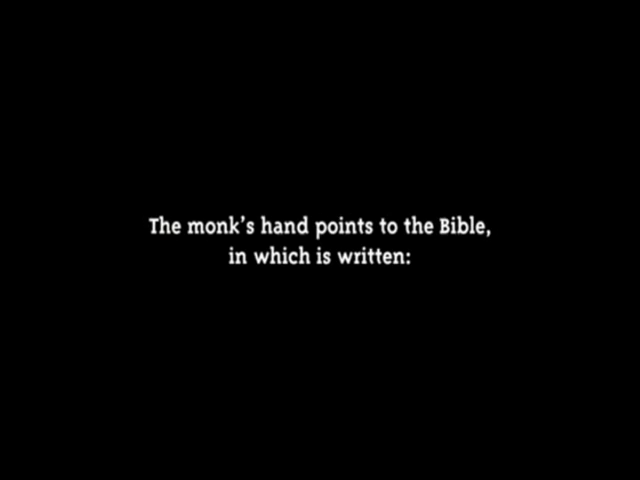 The monk’s hand points to the Bible,
in which is written: